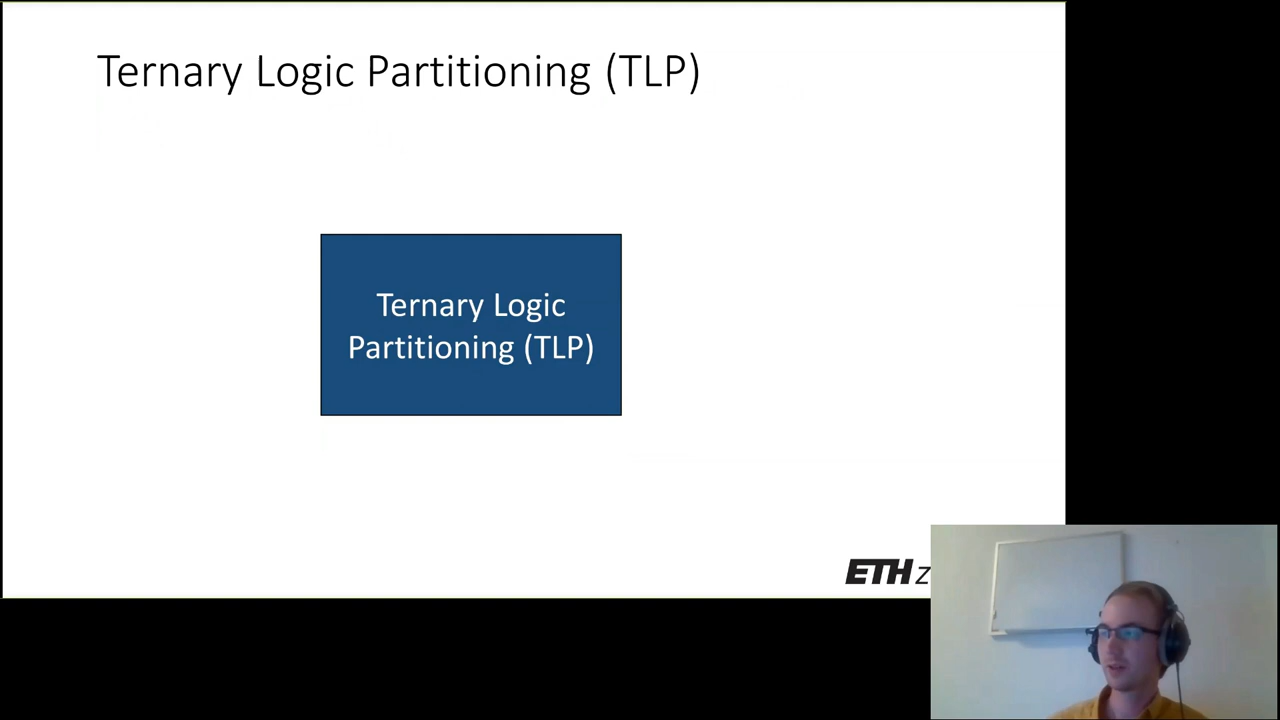 Ternary Logic Partitioning (TLP)
Ternary Logic
Partitioning (TLP)
ETH z